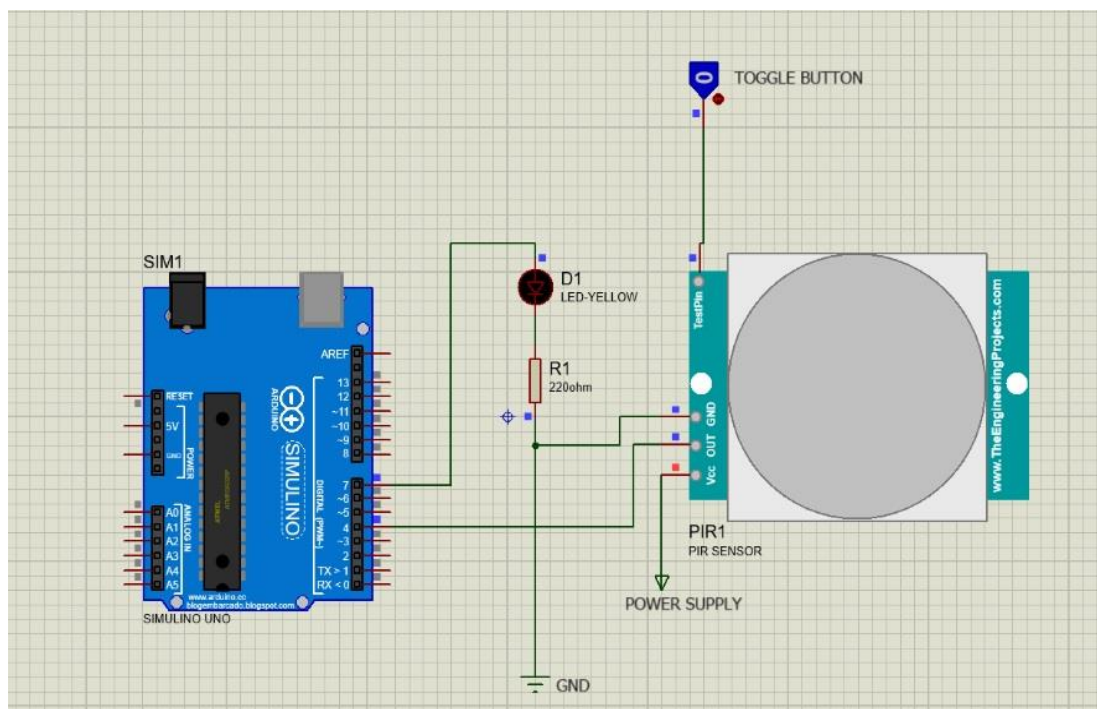 TOGGLE BUTTON
SIM1
D1
LED-YELLOW
R1
220ohm
AREF
13
12
~11
~10
~9
8
7
~6
~5
4
~3
2
TX > 1
RX < 0
RESET
5V
GND
POWER
A0
A1
A2
A3
A4
A5
ANALOG IN
ARDUINO
SIMULINO
DIGITAL (PWM~)
www.arduino.cc
blogembarcado.blogspot.com
SIMULINO UNO
TestPin
GND
OUT
Vcc
www.TheEngineeringProjects.com
PIR1
PIR SENSOR
POWER SUPPLY
GND